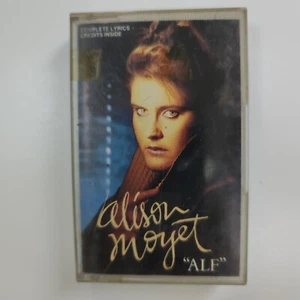 COMPLETE LYRICS
CREDITS INSIDE
alison
moyet
"ALF"